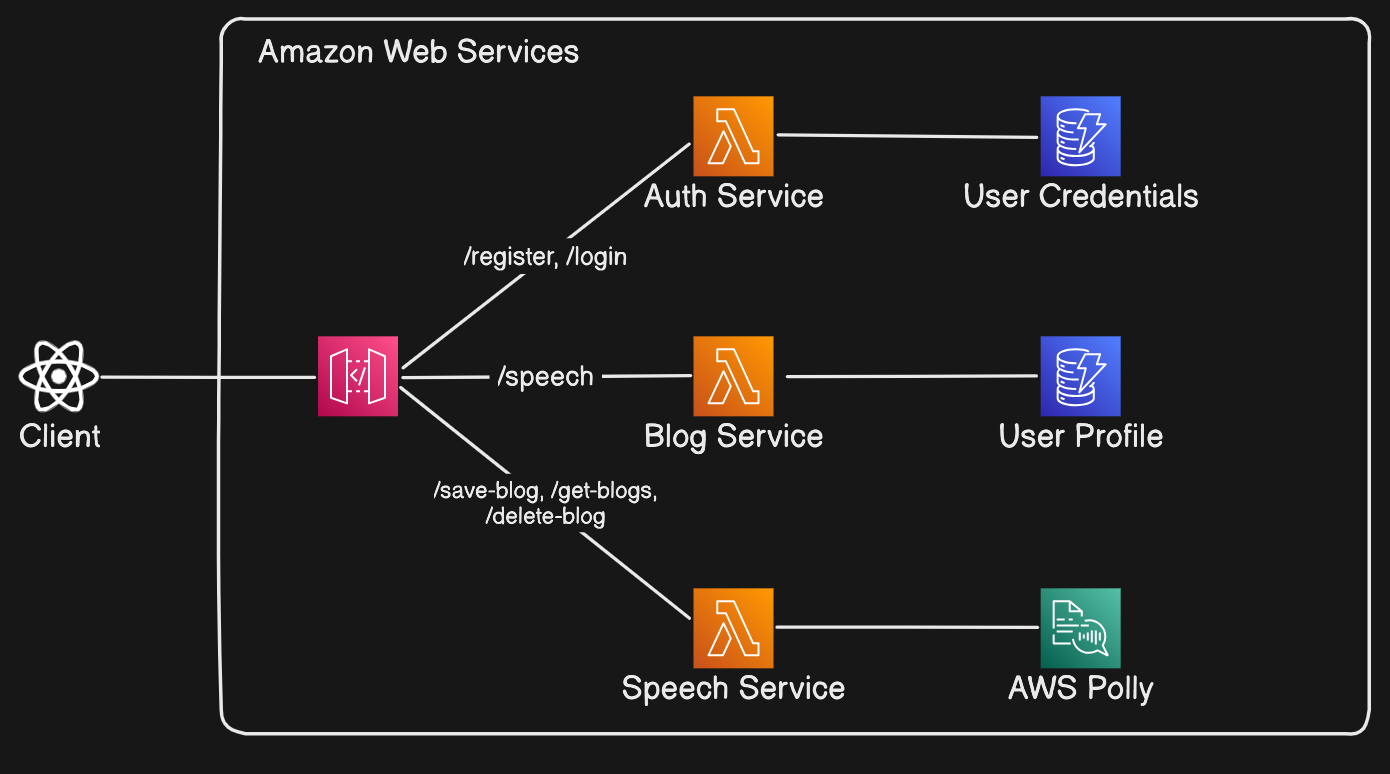 Amazon Web Services
Auth Service
User Credentials
/register, /login
Client
/speech
Blog Service
User Profile
/save-blog, /get-blogs,
/delete-blog
Speech Service
AWS Polly